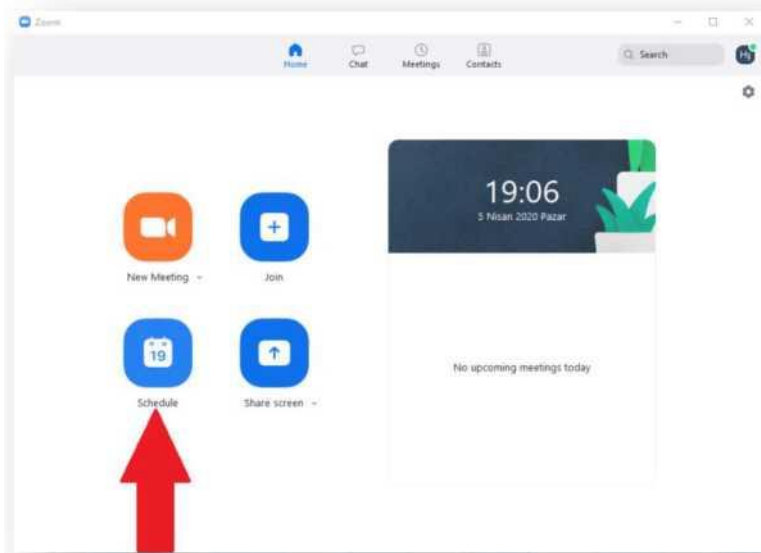 Zoom
Home
Chat
Meetings
Contacts
Search
HS
19:06
5 Nisan 2020 Pazar
New Meeting
Join
19
Schedule
Share screen
No upcoming meetings today